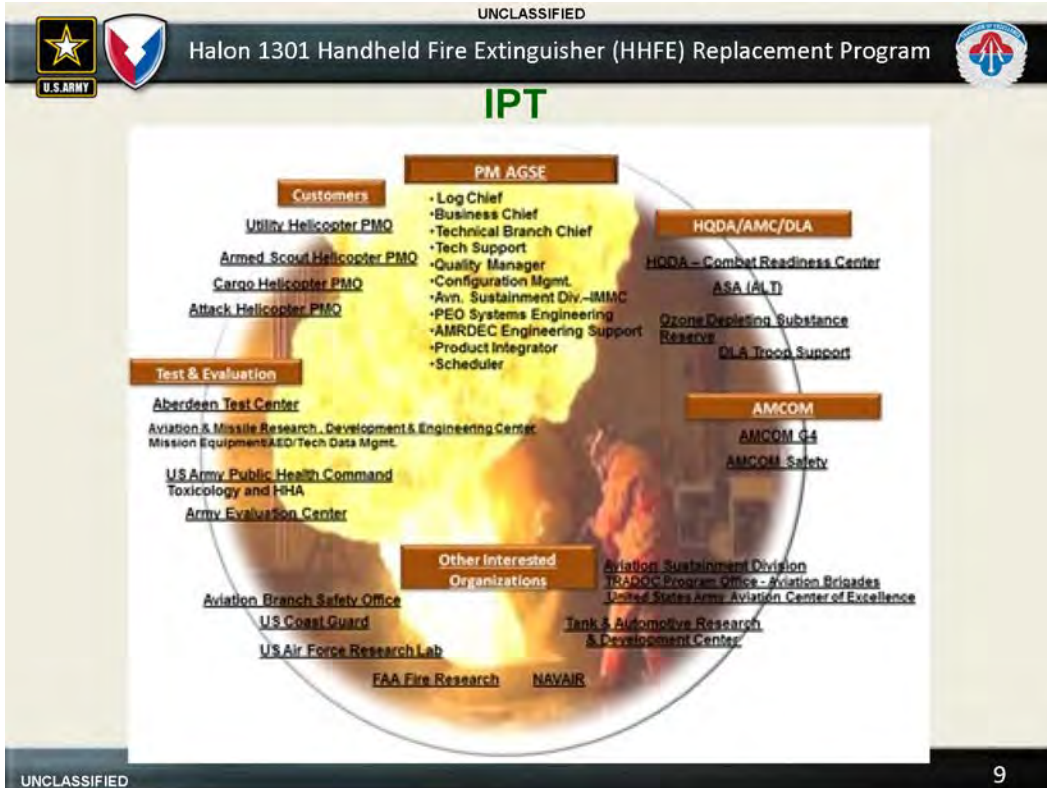 UNCLASSIFIED
Halon 1301 Handheld Fire Extinguisher (HHFE) Replacement Program
U.S.ARMY
IPT
PM AGSE
• Log Chief
•Business Chief
•Technical Branch Chief
•Tech Support
•Quality Manager
•Configuration Mgmt.
•Avn. Sustainment Div.–IMMC
•PEO Systems Engineering
•AMRDEC Engineering Support
•Product Integrator
•Scheduler
Customers
Utility Helicopter PMO
Armed Scout Helicopter PMO
Cargo Helicopter PMO
Attack Helicopter PMO
HQDA/AMC/DLA
HQDA – Combat Readiness Center
ASA (ALT)
Ozone Depleting Substance
Reserve
DLA Troop Support
Test & Evaluation
Aberdeen Test Center
Aviation & Missile Research , Development & Engineering Center
Mission Equipment/AED/Tech Data Mgmt.
US Army Public Health Command
Toxicology and HHA
Army Evaluation Center
AMCOM
AMCOM G4
AMCOM Safety
Other Interested
Organizations
Aviation Sustainment Division
TRADOC Program Office - Aviation Brigades
United States Army Aviation Center of Excellence
Aviation Branch Safety Office
US Coast Guard
Tank & Automotive Research
& Development Center
US Air Force Research Lab
FAA Fire Research
NAVAIR
UNCLASSIFIED
9